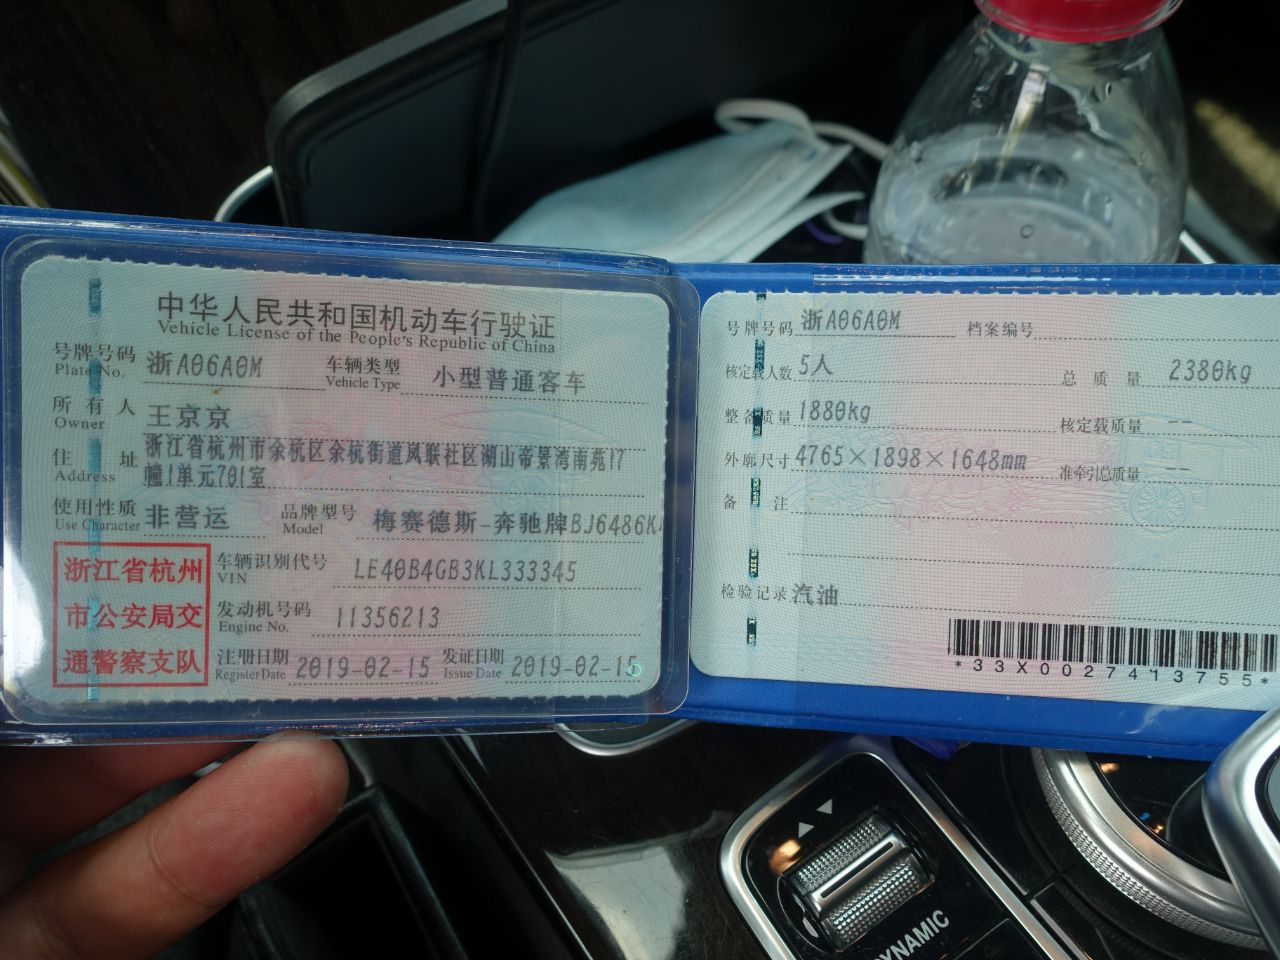 中华人民共和国机动车行驶证
Vehicle License of the People's Republic of China
号牌号码 浙A06A0M 车辆类型 小型普通客车
Plate No. Vehicle Type
所有人 王京京
Owner
住址 浙江省杭州市余杭区余杭街道凤联社区湖山帝景湾南苑17
Address 幢1单元701室
使用性质 非营运 品牌型号 梅赛德斯-奔驰牌BJ6486K
Use Character Model
浙江省杭州
市公安局交
通警察支队
车辆识别代号 LE40B4GB3KL333345
VIN
发动机号码 11356213
Engine No.
注册日期 2019-02-15 发证日期 2019-02-15
Register Date Issue Date
号牌号码 浙A06A0M 档案编号
核定载人数 5人 总质量 2380kg
整备质量 1880kg 核定载质量 --
外廓尺寸 4765×1898×1648mm 准牵引总质量 --
备注
检验记录 汽油
*33X0027413755*
DYNAMIC